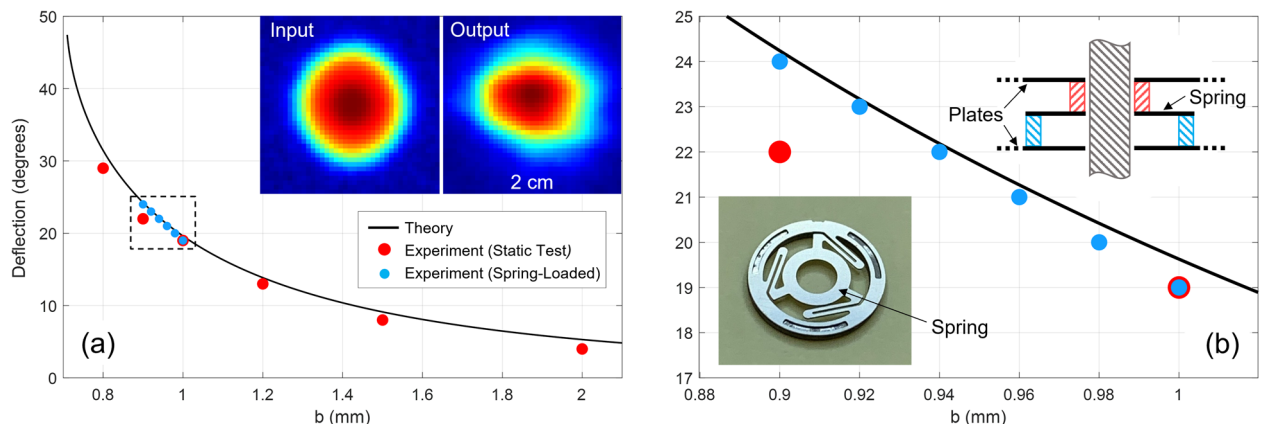 50
40
30
20
10
0
Deflection (degrees)
0.8
1
1.2
1.4
1.6
1.8
2
b (mm)
Input
Output
2 cm
Theory
Experiment (Static Test)
Experiment (Spring-Loaded)
(a)
25
24
23
22
21
20
19
18
17
0.88
0.9
0.92
0.94
0.96
0.98
1
b (mm)
Plates
Spring
Spring
(b)